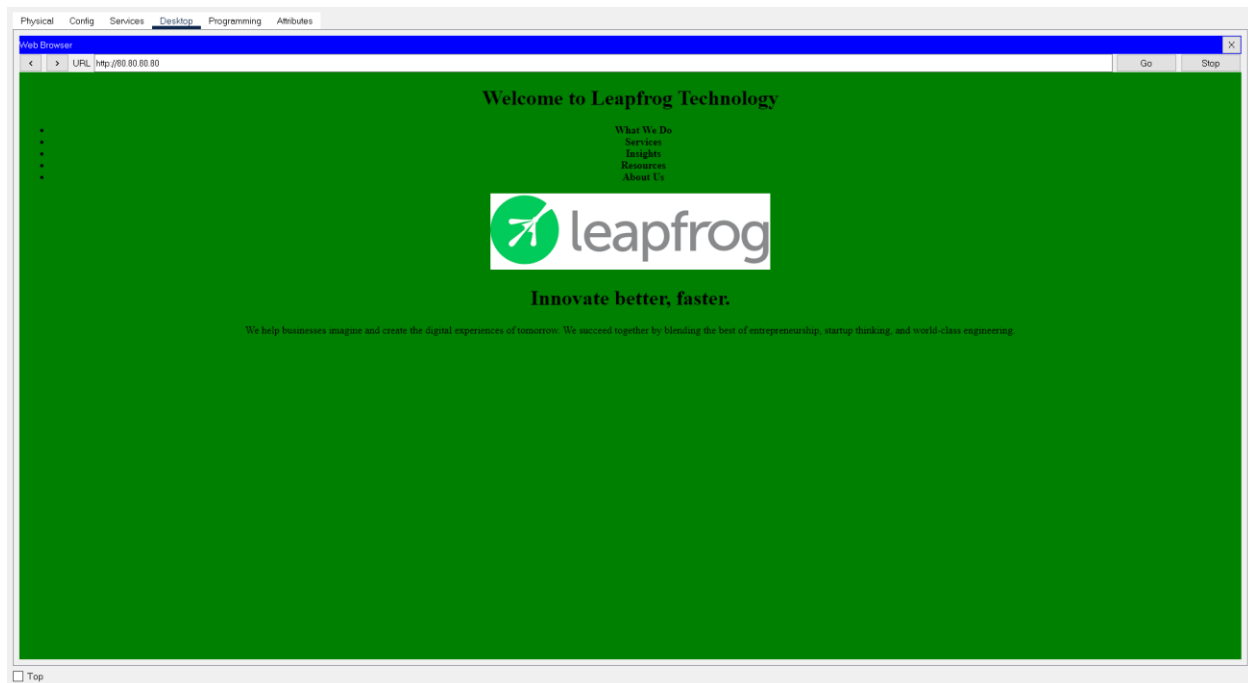 Physical Config Services Desktop Programming Attributes
Web Browser X
< > URL http://80.80.80.80 Go Stop
Welcome to Leapfrog Technology
• What We Do
• Services
• Insights
• Resources
• About Us
leapfrog
Innovate better, faster.
We help businesses imagine and create the digital experiences of tomorrow. We succeed together by blending the best of entrepreneurship, startup thinking, and world-class engineering.
Top